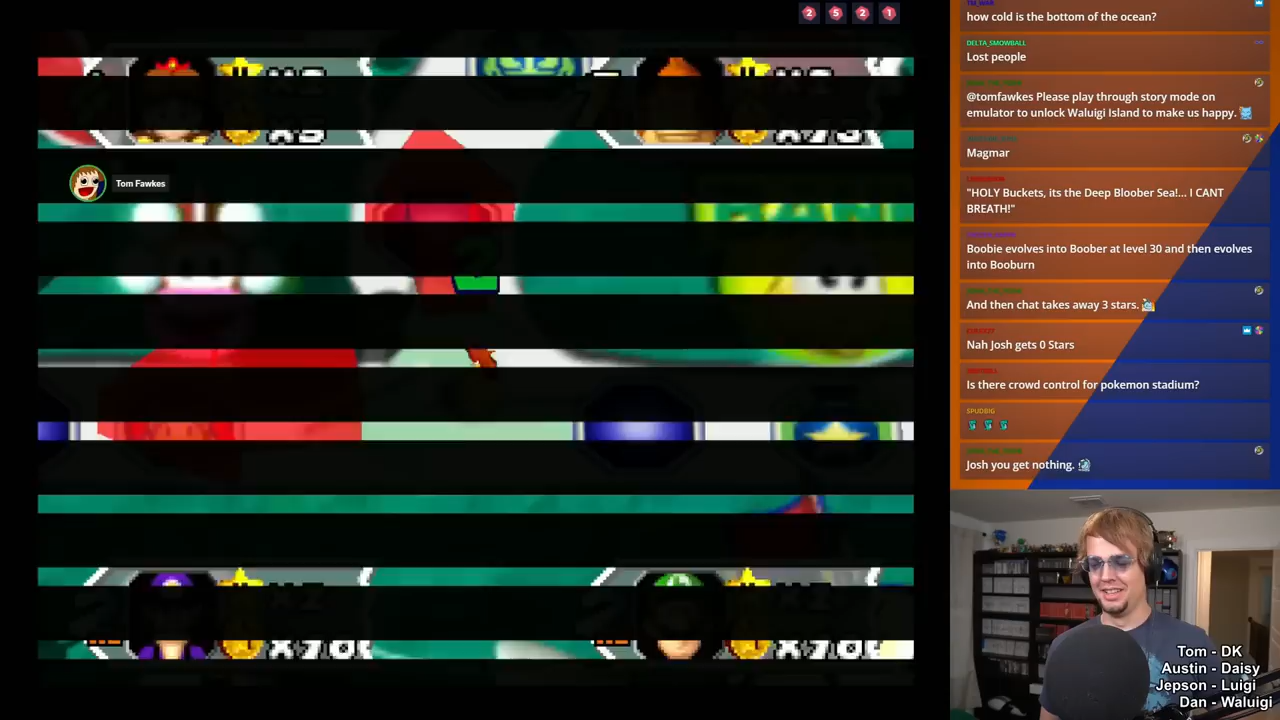 2 5 2 1
how cold is the bottom of the ocean?
DELTA_SMOWBALL
Lost people
@tomfawkes Please play through story mode on
emulator to unlock Waluigi Island to make us happy.
Magmar
"HOLY Buckets, its the Deep Bloober Sea!... I CANT
BREATH!"
Boobie evolves into Boober at level 30 and then evolves
into Booburn
And then chat takes away 3 stars.
Nah Josh gets 0 Stars
Is there crowd control for pokemon stadium?
SPUDBIG
Josh you get nothing.
Tom Fawkes
Tom - DK
Austin - Daisy
Jepson - Luigi
Dan - Waluigi